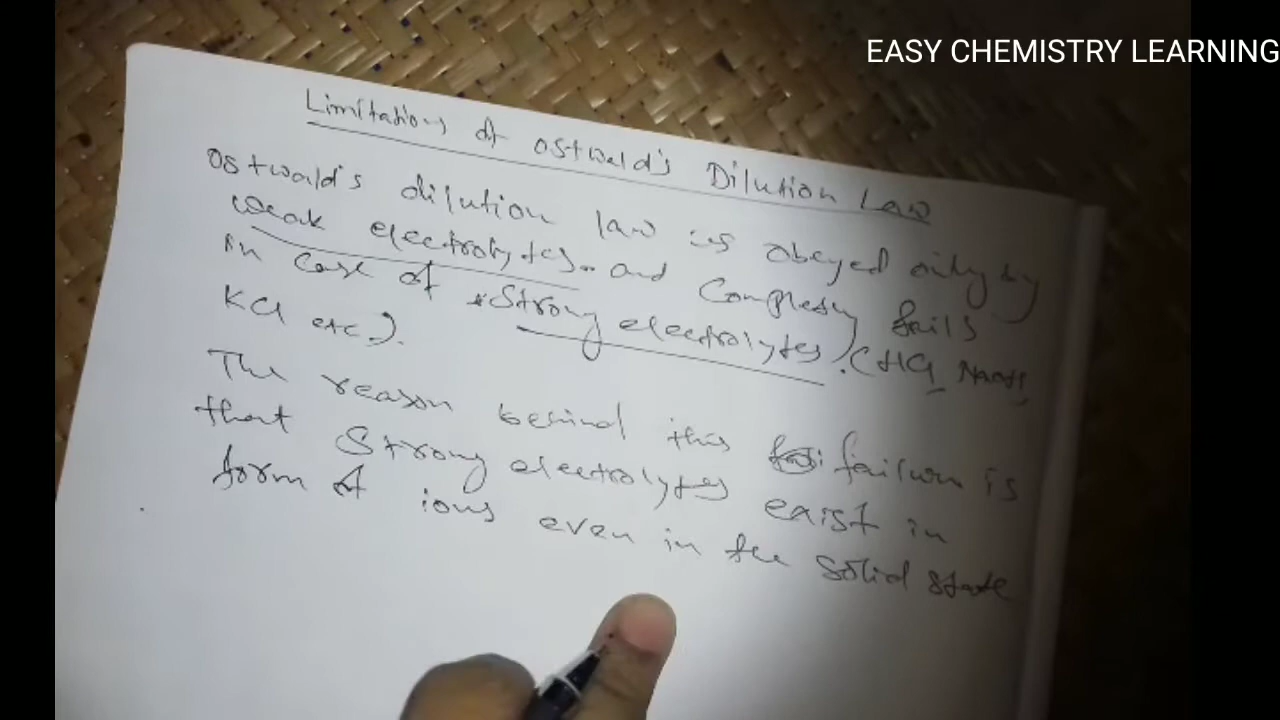 EASY CHEMISTRY LEARNING
Limitations of Ostwald's Dilution Law
Ostwald's dilution law is obeyed only by
weak electrolytes. and Completely fails
in case of Strong electrolytes. (HCl, NaOH,
KCl etc).
The reason behind this failure is
that Strong electrolytes exist in
form of ions even in the solid state